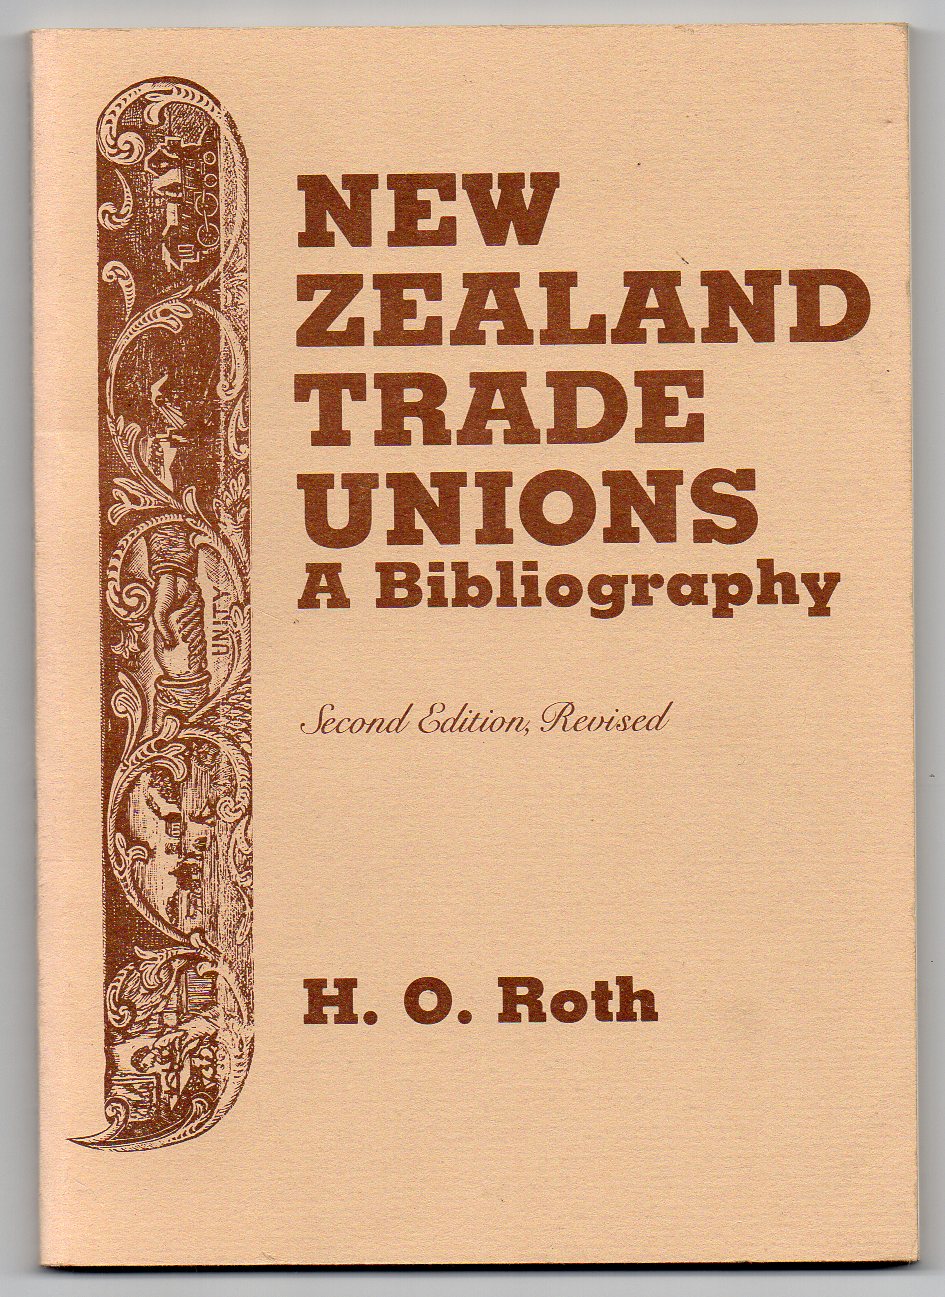 NEW
ZEALAND
TRADE
UNIONS
A Bibliography
UNITY
Second Edition, Revised
H. O. Roth